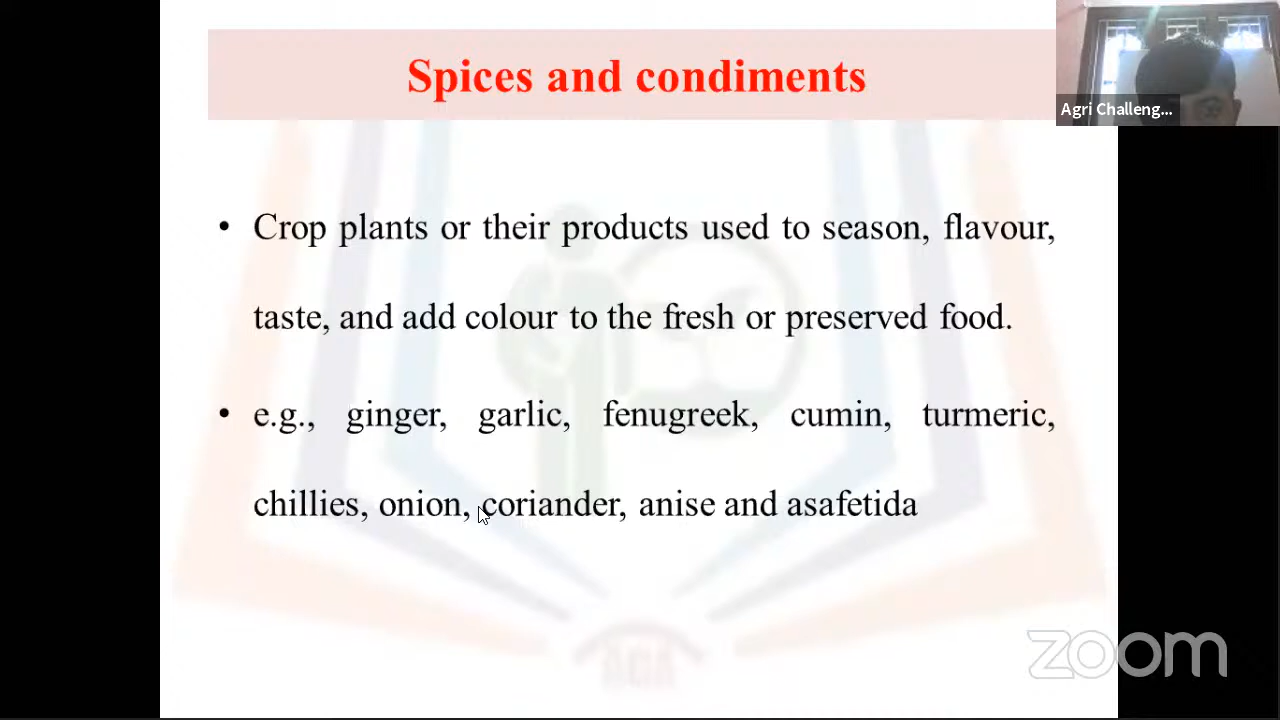 Spices and condiments
Agri Challeng...
• Crop plants or their products used to season, flavour,
taste, and add colour to the fresh or preserved food.
• e.g., ginger, garlic, fenugreek, cumin, turmeric,
chillies, onion, coriander, anise and asafetida
ACA
zoom